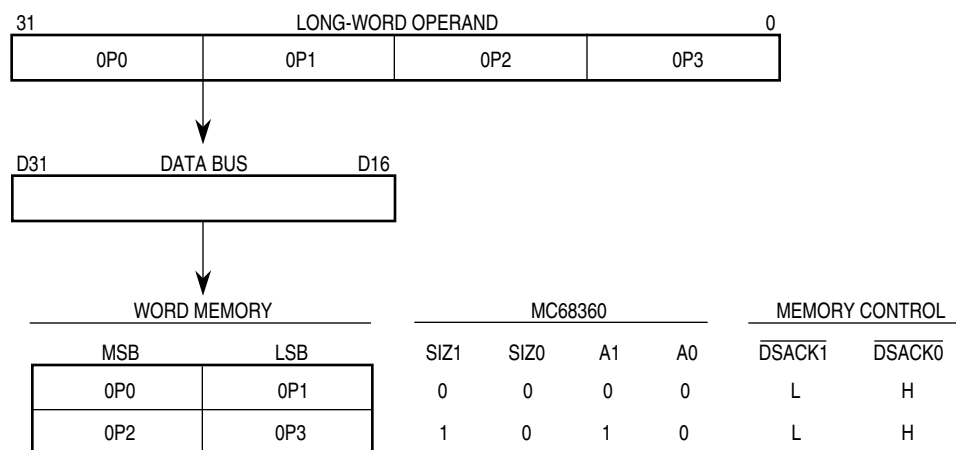 31 LONG-WORD OPERAND 0
0P0 0P1 0P2 0P3
D31 DATA BUS D16
WORD MEMORY MC68360 MEMORY CONTROL
MSB LSB SIZ1 SIZ0 A1 A0 DSACK1 DSACK0
0P0 0P1 0 0 0 0 L H
0P2 0P3 1 0 1 0 L H